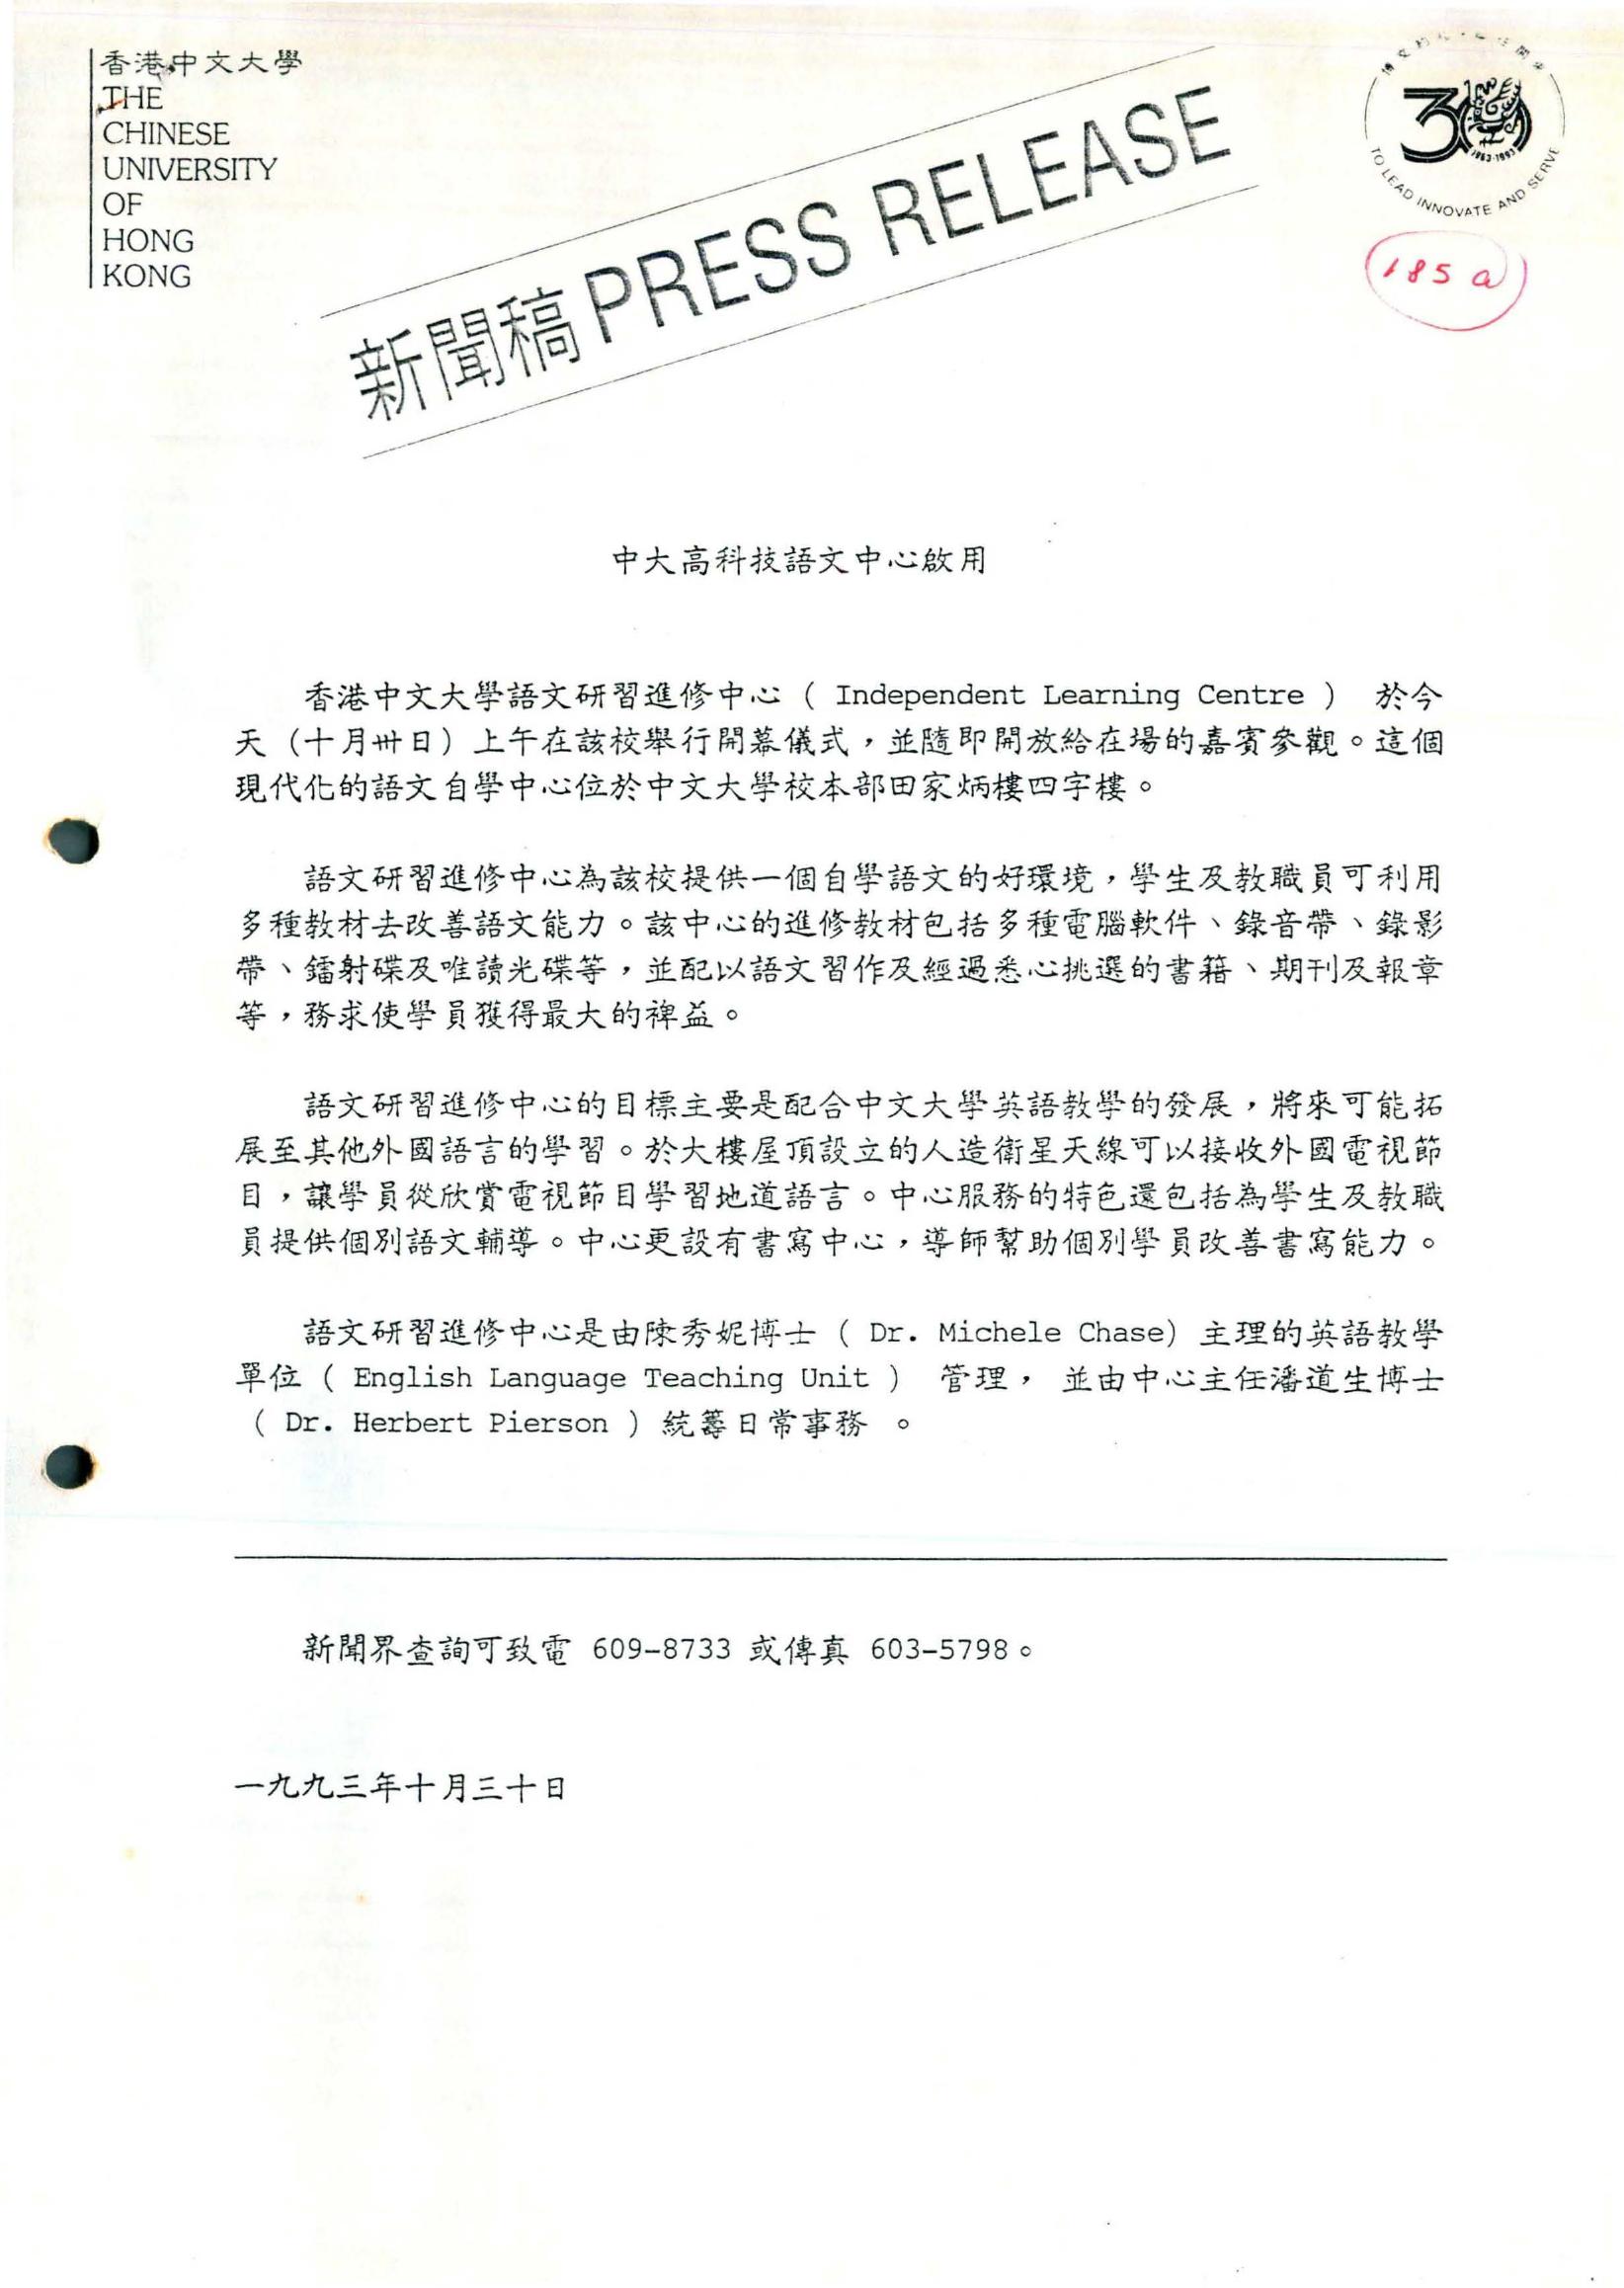 香港中文大學
THE
CHINESE
UNIVERSITY
OF
HONG
KONG
新聞稿 PRESS RELEASE
30
1963-1993
TO LEAD INNOVATE AND SERVE
185 a
中大高科技語文中心啟用
香港中文大學語文研習進修中心 ( Independent Learning Centre ) 於今
天 (十月卅日) 上午在該校舉行開幕儀式，並隨即開放給在場的嘉賓參觀。這個
現代化的語文自學中心位於中文大學校本部田家炳樓四字樓。
語文研習進修中心為該校提供一個自學語文的好環境，學生及教職員可利用
多種教材去改善語文能力。該中心的進修教材包括多種電腦軟件、錄音帶、錄影
帶、鐳射碟及唯讀光碟等，並配以語文習作及經過悉心挑選的書籍、期刊及報章
等，務求使學員獲得最大的裨益。
語文研習進修中心的目標主要是配合中文大學英語教學的發展，將來可能拓
展至其他外國語言的學習。於大樓屋頂設立的人造衛星天線可以接收外國電視節
目，讓學員從欣賞電視節目學習地道語言。中心服務的特色還包括為學生及教職
員提供個別語文輔導。中心更設有書寫中心，導師幫助個別學員改善書寫能力。
語文研習進修中心是由陳秀妮博士 ( Dr. Michele Chase) 主理的英語教學
單位 ( English Language Teaching Unit ) 管理， 並由中心主任潘道生博士
( Dr. Herbert Pierson ) 統籌日常事務 。
新聞界查詢可致電 609-8733 或傳真 603-5798。
一九九三年十月三十日